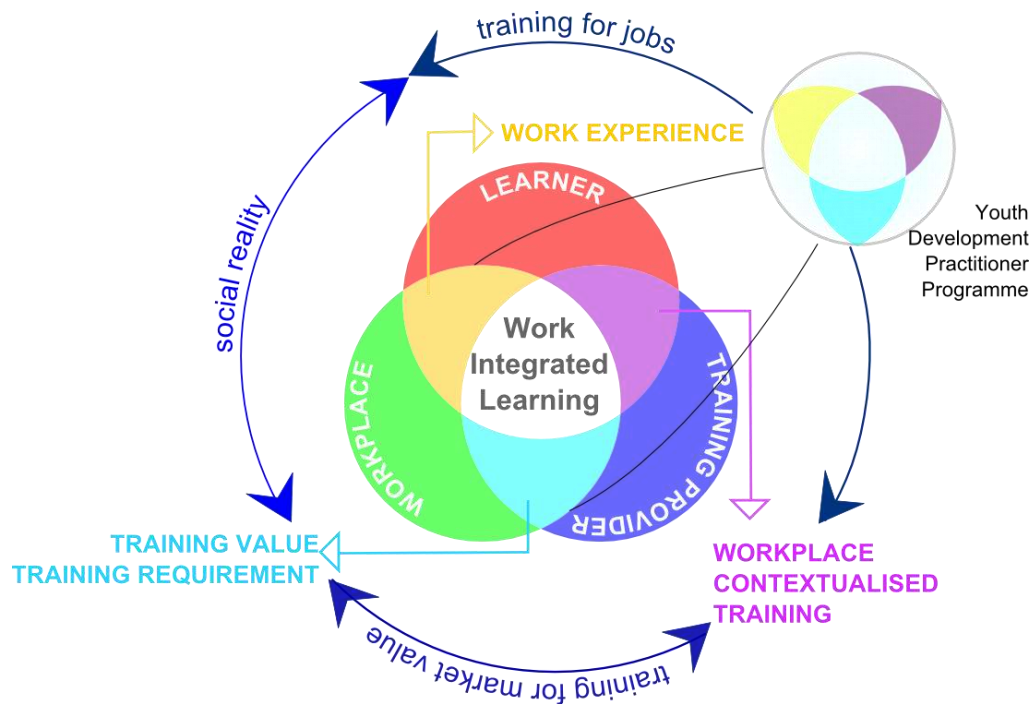 training for jobs
WORK EXPERIENCE
LEARNER
Youth
Development
Practitioner
Programme
social reality
Work
Integrated
Learning
WORKPLACE
TRAINING PROVIDER
TRAINING VALUE
TRAINING REQUIREMENT
WORKPLACE
CONTEXTUALISED
TRAINING
training for market value